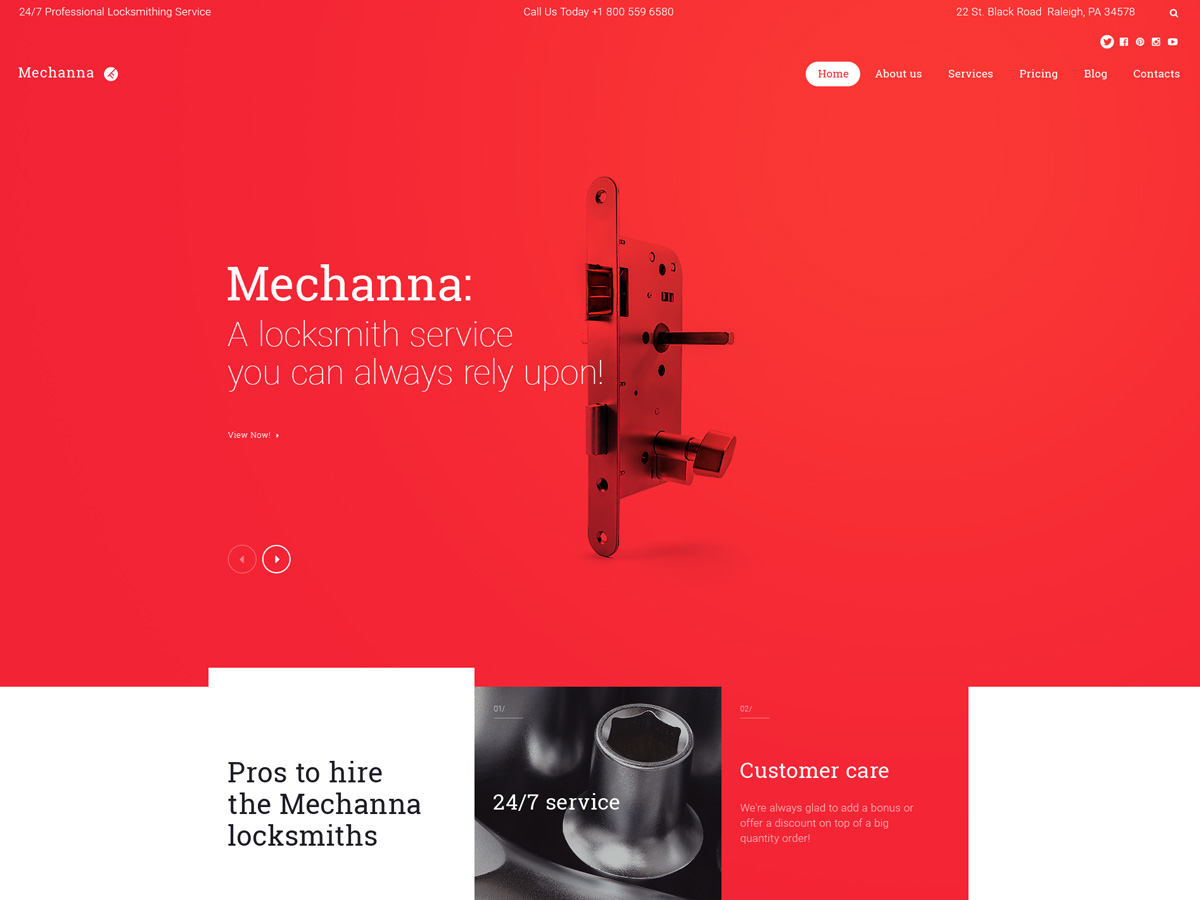 24/7 Professional Locksmithing Service
Call Us Today +1 800 559 6580
22 St. Black Road Raleigh, PA 34578
Mechanna
Home
About us
Services
Pricing
Blog
Contacts
Mechanna:
A locksmith service
you can always rely upon!
View Now!
Pros to hire
the Mechanna
locksmiths
01/
24/7 service
02/
Customer care
We're always glad to add a bonus or
offer a discount on top of a big
quantity order!